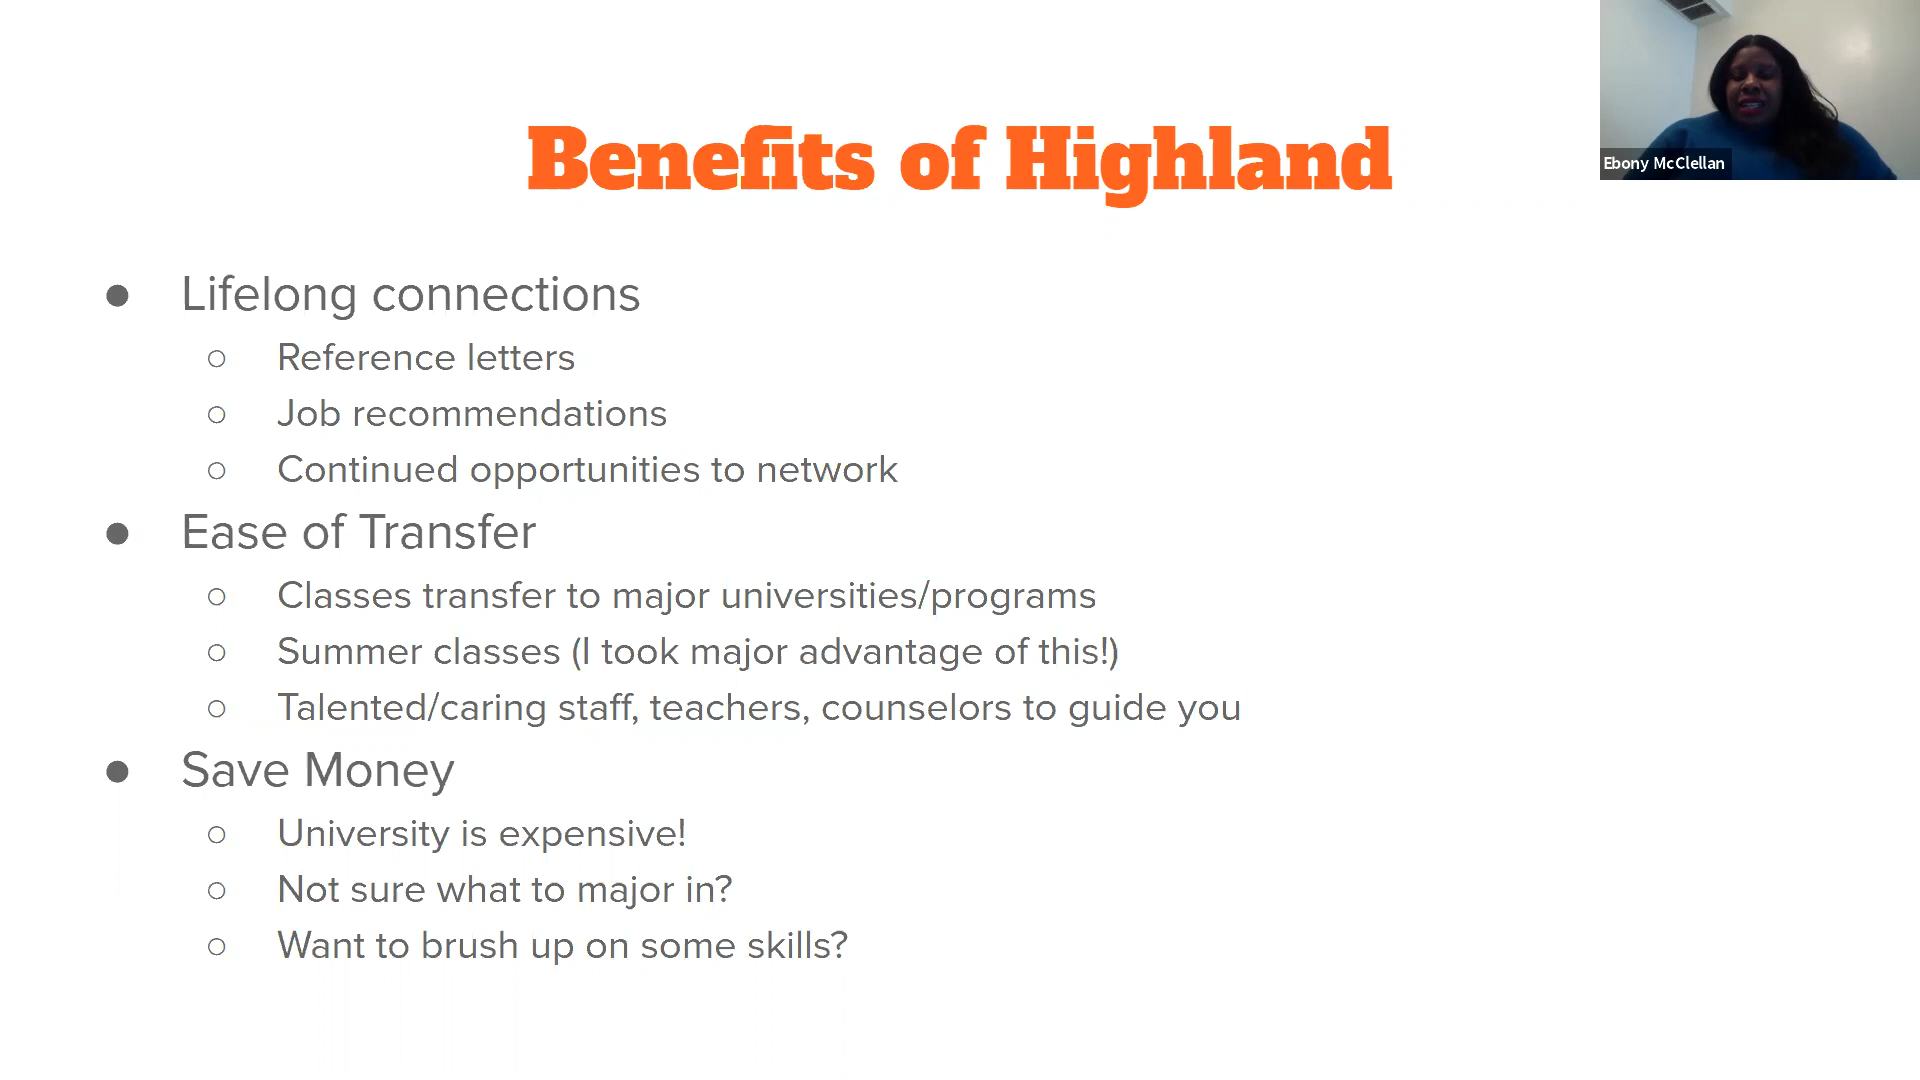 Benefits of Highland
Ebony McClellan
● Lifelong connections
○ Reference letters
○ Job recommendations
○ Continued opportunities to network
● Ease of Transfer
○ Classes transfer to major universities/programs
○ Summer classes (I took major advantage of this!)
○ Talented/caring staff, teachers, counselors to guide you
● Save Money
○ University is expensive!
○ Not sure what to major in?
○ Want to brush up on some skills?